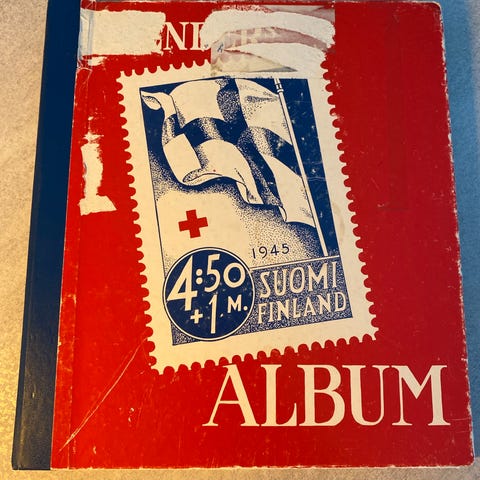 1945
4:50
+1 M.
SUOMI
FINLAND
ALBUM